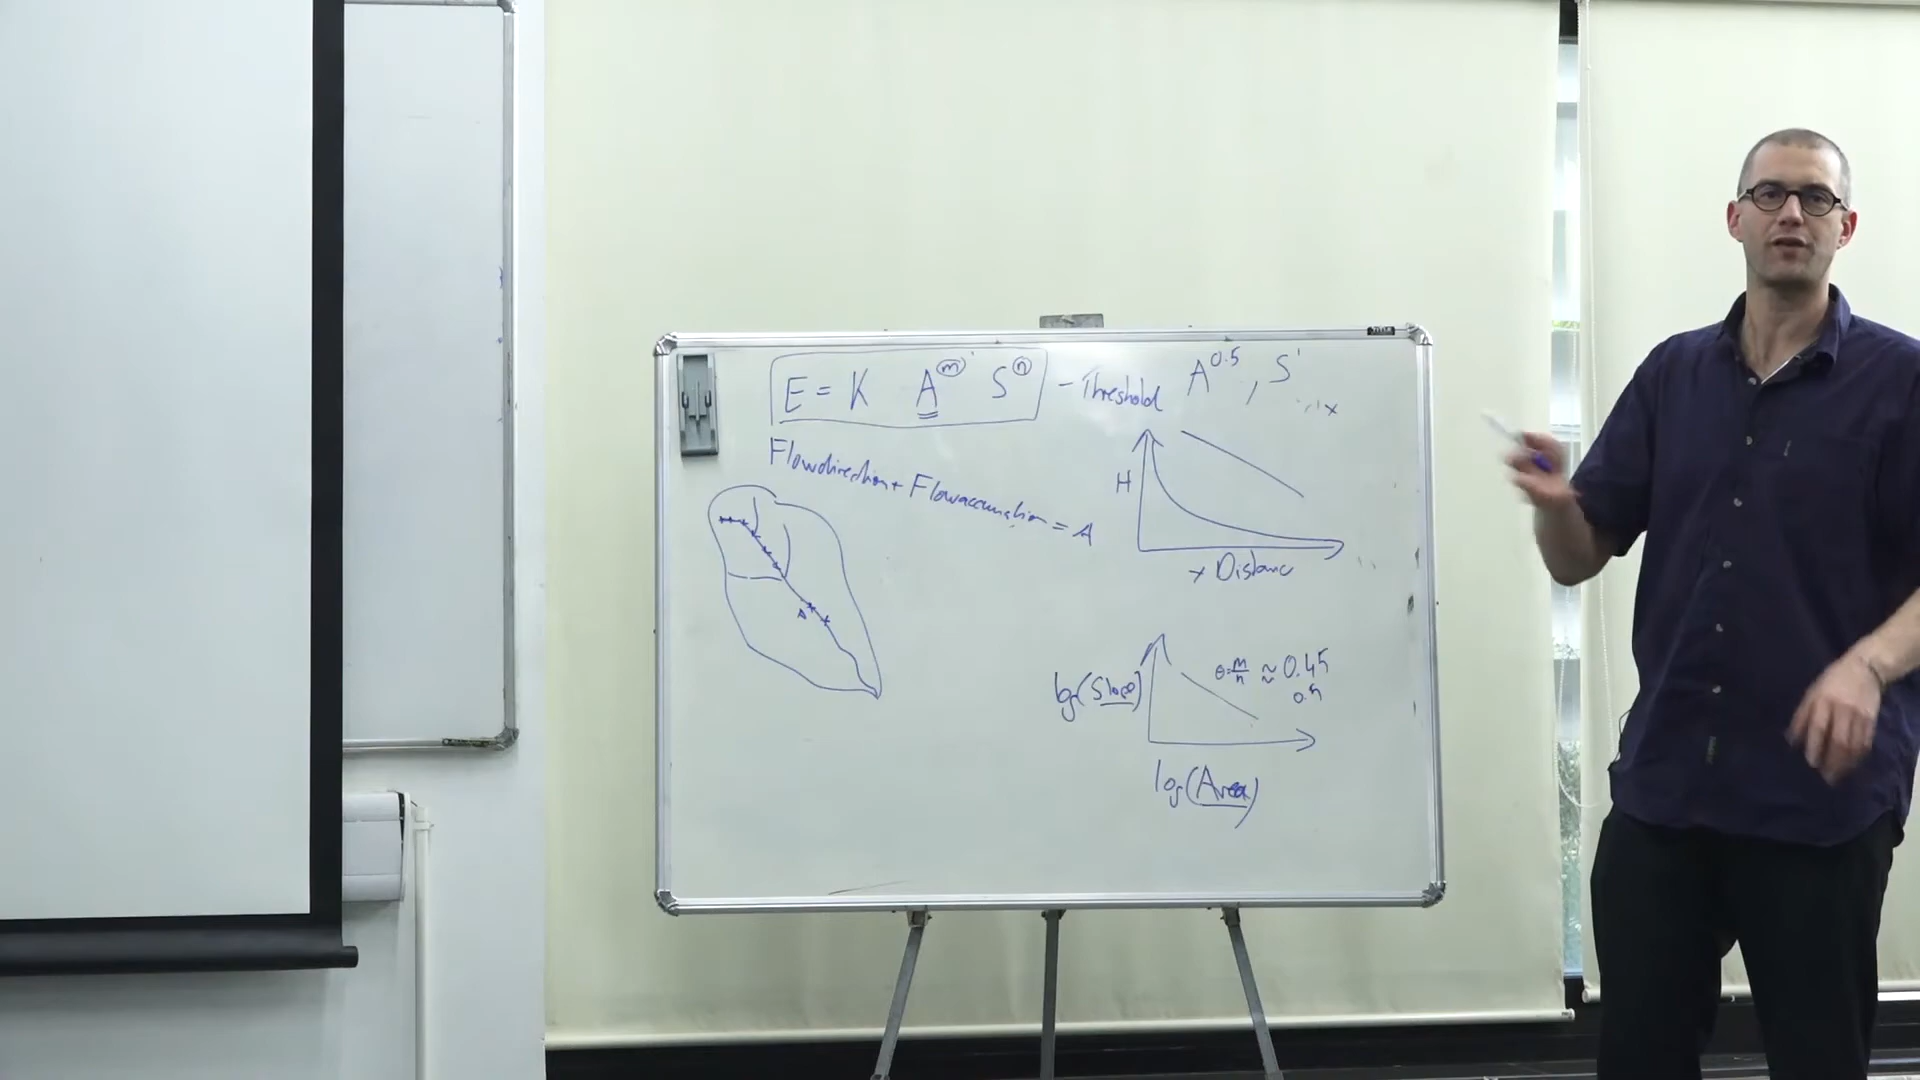 E = K A^m S^n - Threshold A^0.5, S^1
Flowdirection + Flowaccumulation = A
H
x Distance
A
log(Slope)
θ=m/n ≈ 0.45
0.5
log(Area)